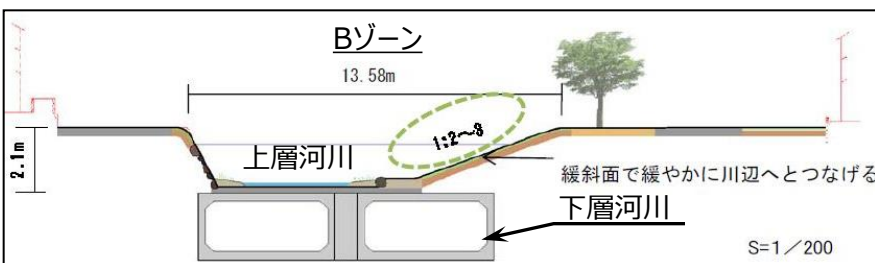 Bゾーン
13.58m
1:2～3
2.1m
上層河川
緩斜面で緩やかに川辺へとつなげる
下層河川
S=1／200